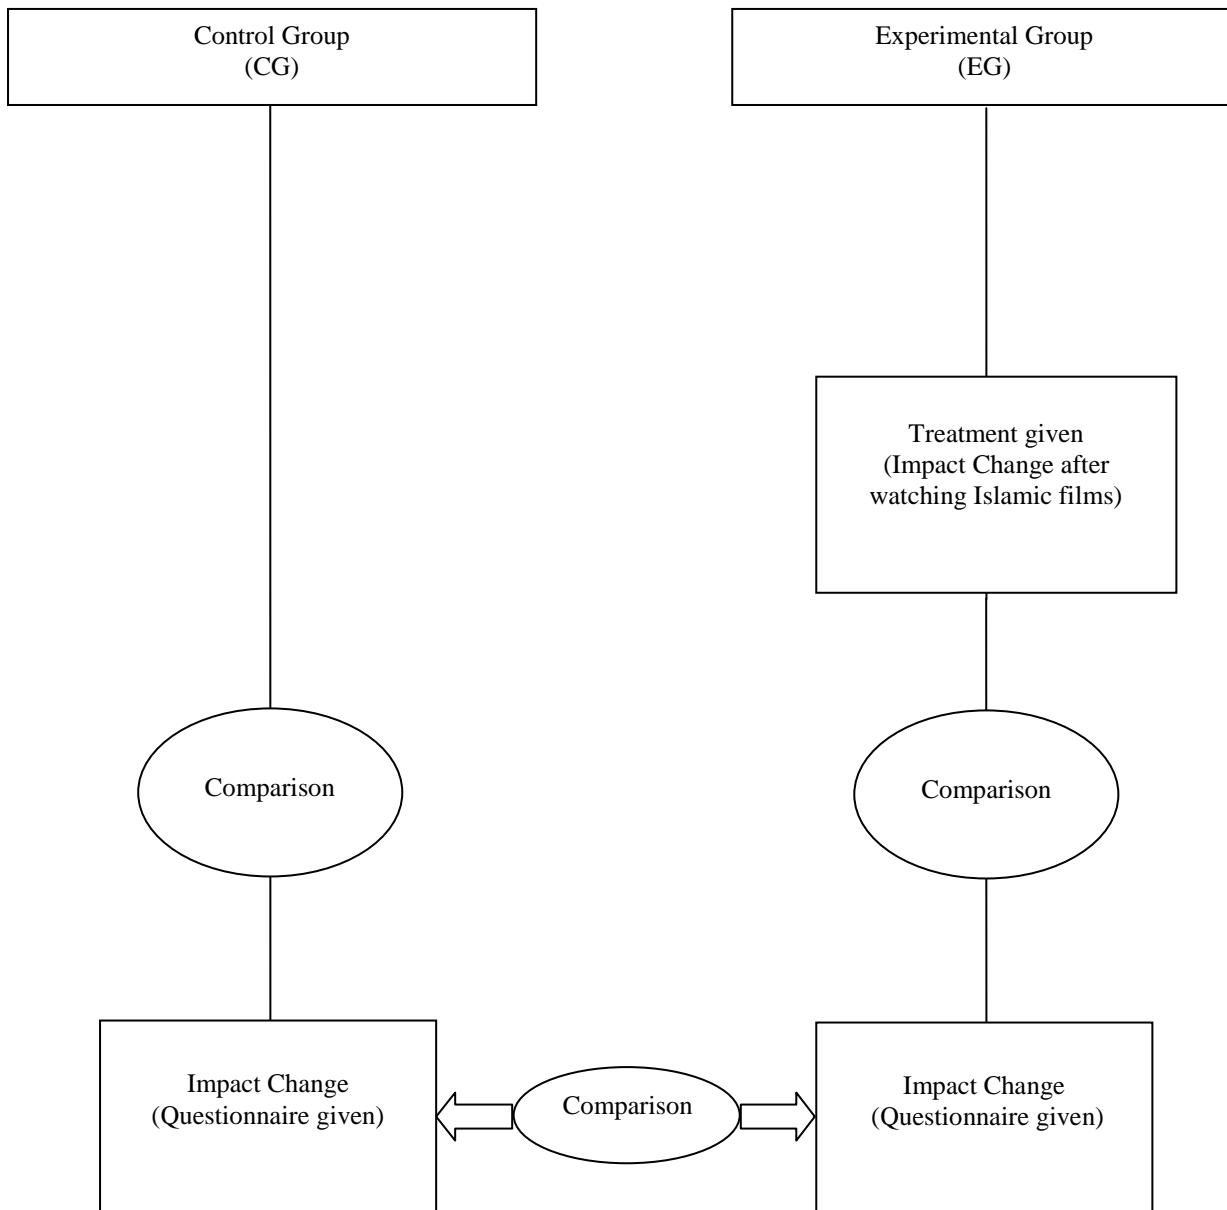 Control Group
(CG)
Experimental Group
(EG)
Treatment given
(Impact Change after
watching Islamic films)
Comparison
Comparison
Impact Change
(Questionnaire given)
Comparison
Impact Change
(Questionnaire given)